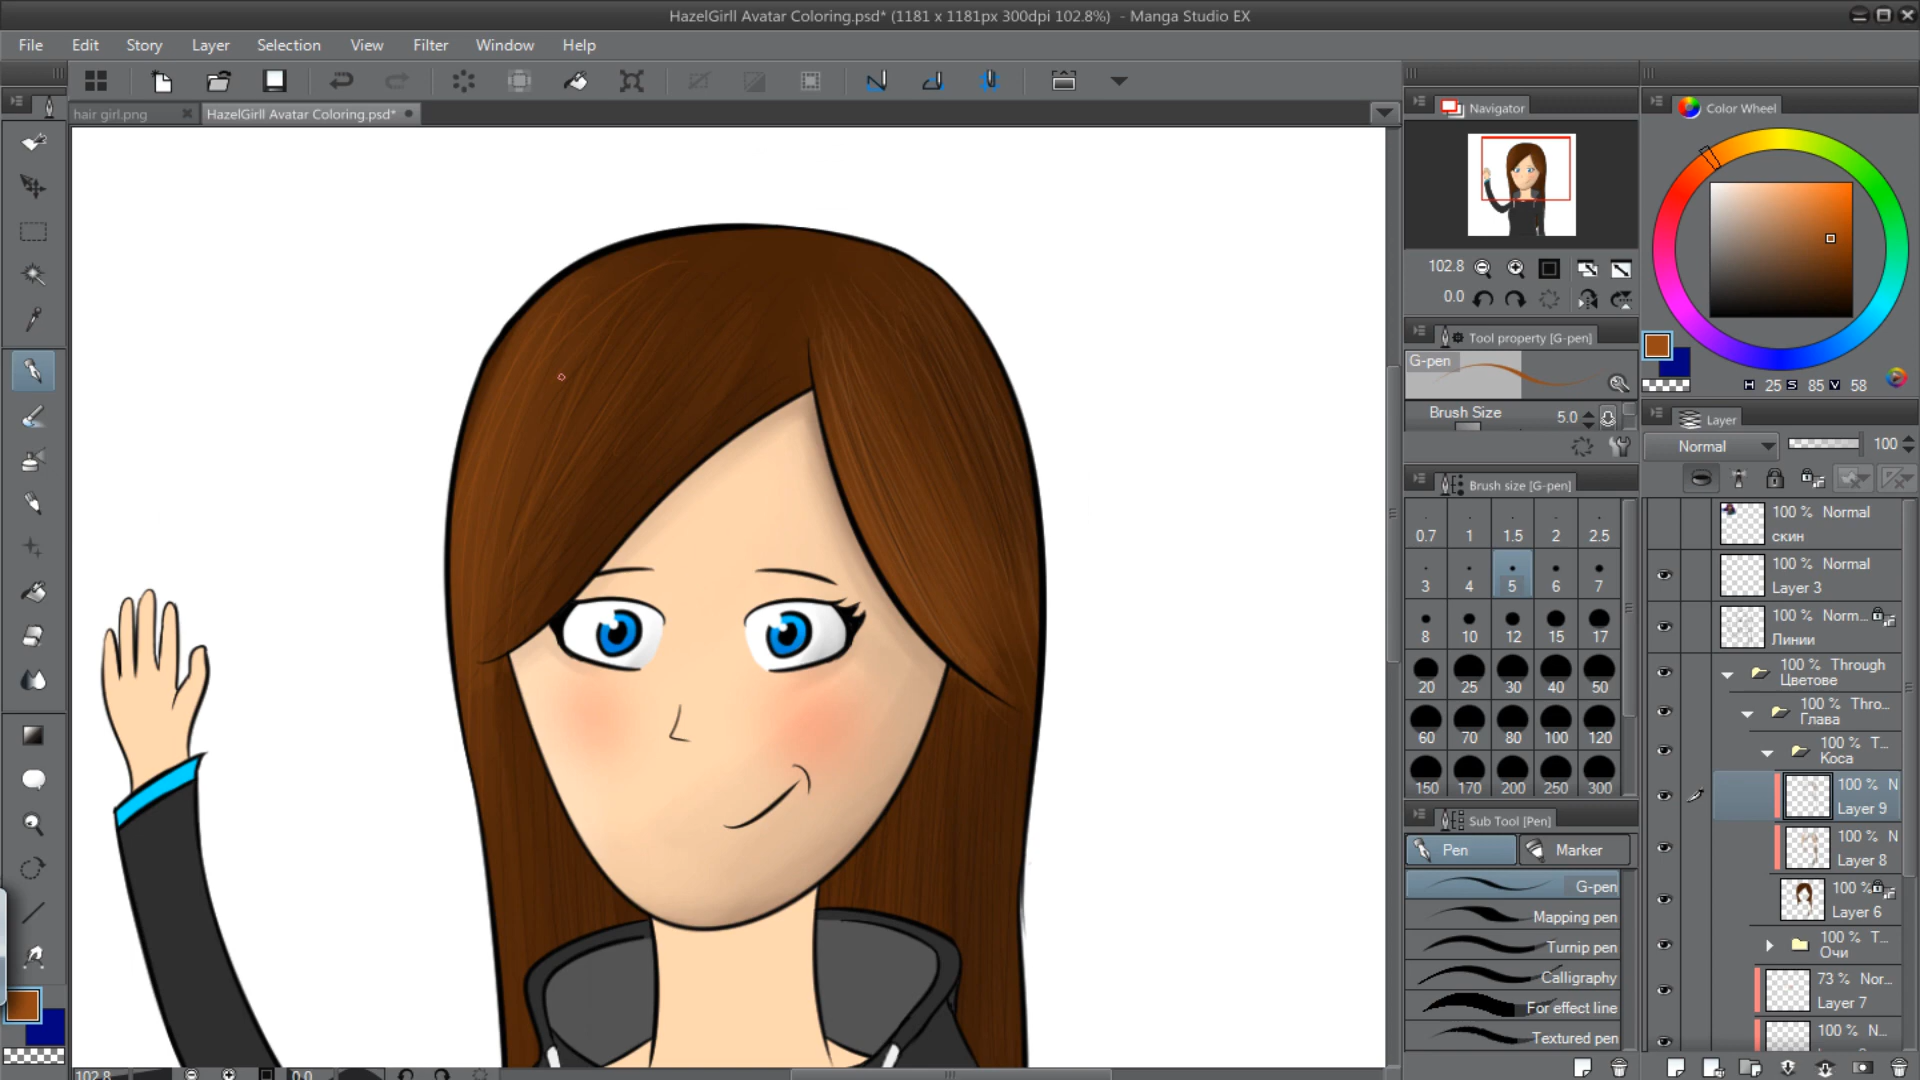 HazelGirll Avatar Coloring.psd* (1181 x 1181px 300dpi 102.8%) - Manga Studio EX
File Edit Story Layer Selection View Filter Window Help
hair girl.png
HazelGirll Avatar Coloring.psd*
Navigator
102.8
0.0
Tool property [G-pen]
G-pen
Brush Size 5.0
Brush size [G-pen]
0.7 1 1.5 2 2.5
3 4 5 6 7
8 10 12 15 17
20 25 30 40 50
60 70 80 100 120
150 170 200 250 300
Sub Tool [Pen]
Pen
Marker
G-pen
Mapping pen
Turnip pen
Calligraphy
For effect line
Textured pen
Color Wheel
H 25 S 85 V 58
Layer
Normal 100
100 % Normal
скин
100 % Normal
Layer 3
100 % Norm...
Линии
100 % Through
Цветове
100 % Thro...
Глава
100 % T...
Коса
100 % N
Layer 9
100 % N
Layer 8
100 %
Layer 6
100 % T...
Очи
73 % Nor...
Layer 7
100 % N...
102.8 0.0